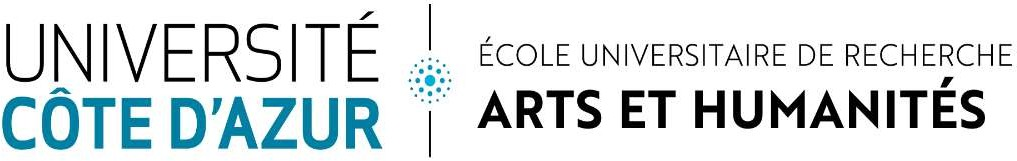 UNIVERSITÉ
CÔTE D'AZUR
ÉCOLE UNIVERSITAIRE DE RECHERCHE
ARTS ET HUMANITÉS